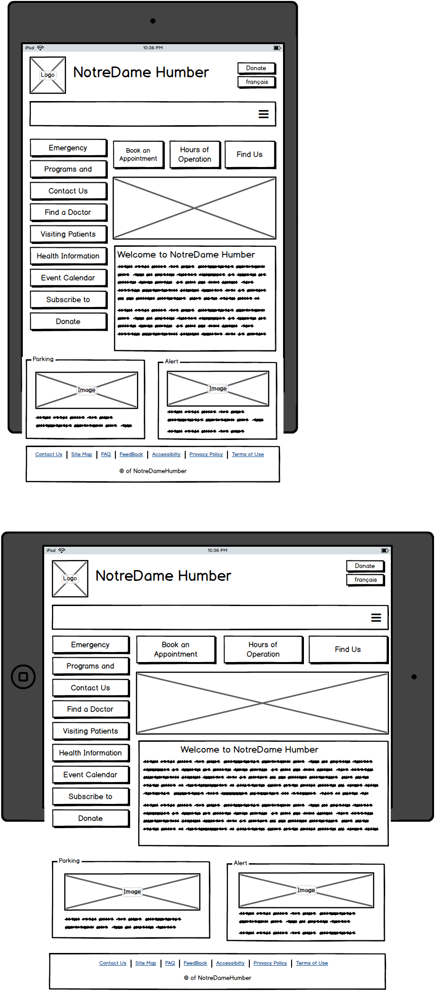 iPad
10:36 PM
Logo
NotreDame Humber
Donate
français
Emergency
Programs and
Contact Us
Find a Doctor
Visiting Patients
Health Information
Event Calendar
Subscribe to
Donate
Book an
Appointment
Hours of
Operation
Find Us
Welcome to NotreDame Humber
Parking
Image
Alert
Image
Contact Us | Site Map | FAQ | FeedBack | Accessibilty | Provacy Policy | Terms of Use
© of NotreDameHumber
iPad
10:36 PM
Logo
NotreDame Humber
Donate
français
Emergency
Programs and
Contact Us
Find a Doctor
Visiting Patients
Health Information
Event Calendar
Subscribe to
Donate
Book an
Appointment
Hours of
Operation
Find Us
Welcome to NotreDame Humber
Parking
Image
Alert
Image
Contact Us | Site Map | FAQ | FeedBack | Accessibilty | Provacy Policy | Terms of Use
© of NotreDameHumber